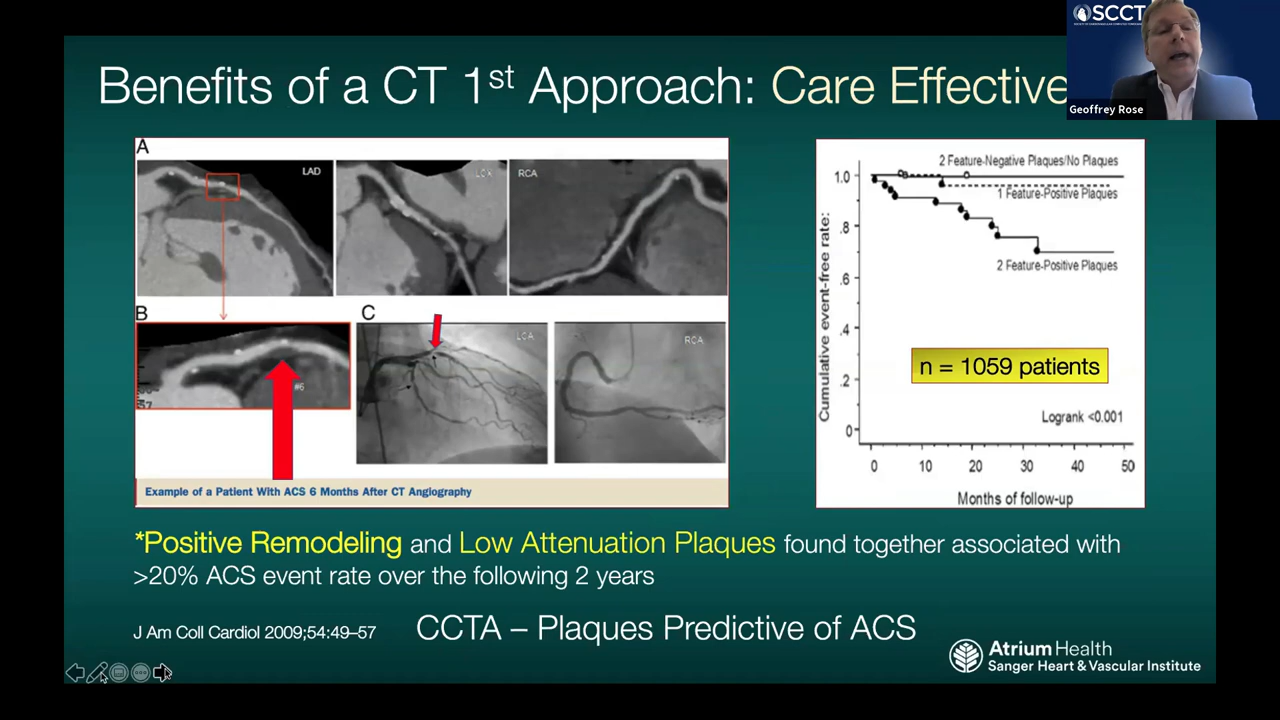 Benefits of a CT 1st Approach: Care Effective
SCCT
Geoffrey Rose
A
LAD
LCA
RCA
B
#6
57
C
LCA
RCA
Example of a Patient With ACS 6 Months After CT Angiography
Cumulative event-free rate:
1.0
.8
.6
.4
.2
0
2 Feature-Negative Plaques/No Plaques
1 Feature-Positive Plaques
2 Feature-Positive Plaques
n = 1059 patients
Logrank <0.001
0 10 20 30 40 50
Months of follow-up
*Positive Remodeling and Low Attenuation Plaques found together associated with
>20% ACS event rate over the following 2 years
J Am Coll Cardiol 2009;54:49–57
CCTA – Plaques Predictive of ACS
Atrium Health
Sanger Heart & Vascular Institute